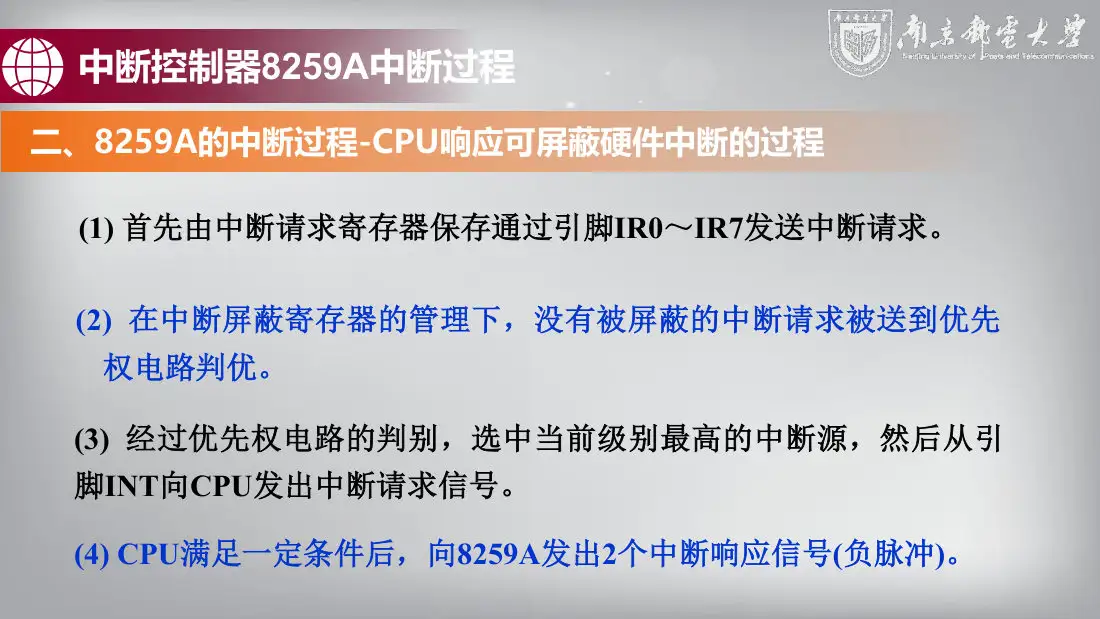 南京邮电大学
Nanjing University of Posts and Telecommunications
中断控制器8259A中断过程
二、8259A的中断过程-CPU响应可屏蔽硬件中断的过程
(1) 首先由中断请求寄存器保存通过引脚IR0～IR7发送中断请求。
(2) 在中断屏蔽寄存器的管理下，没有被屏蔽的中断请求被送到优先
权电路判优。
(3) 经过优先权电路的判别，选中当前级别最高的中断源，然后从引
脚INT向CPU发出中断请求信号。
(4) CPU满足一定条件后，向8259A发出2个中断响应信号(负脉冲)。